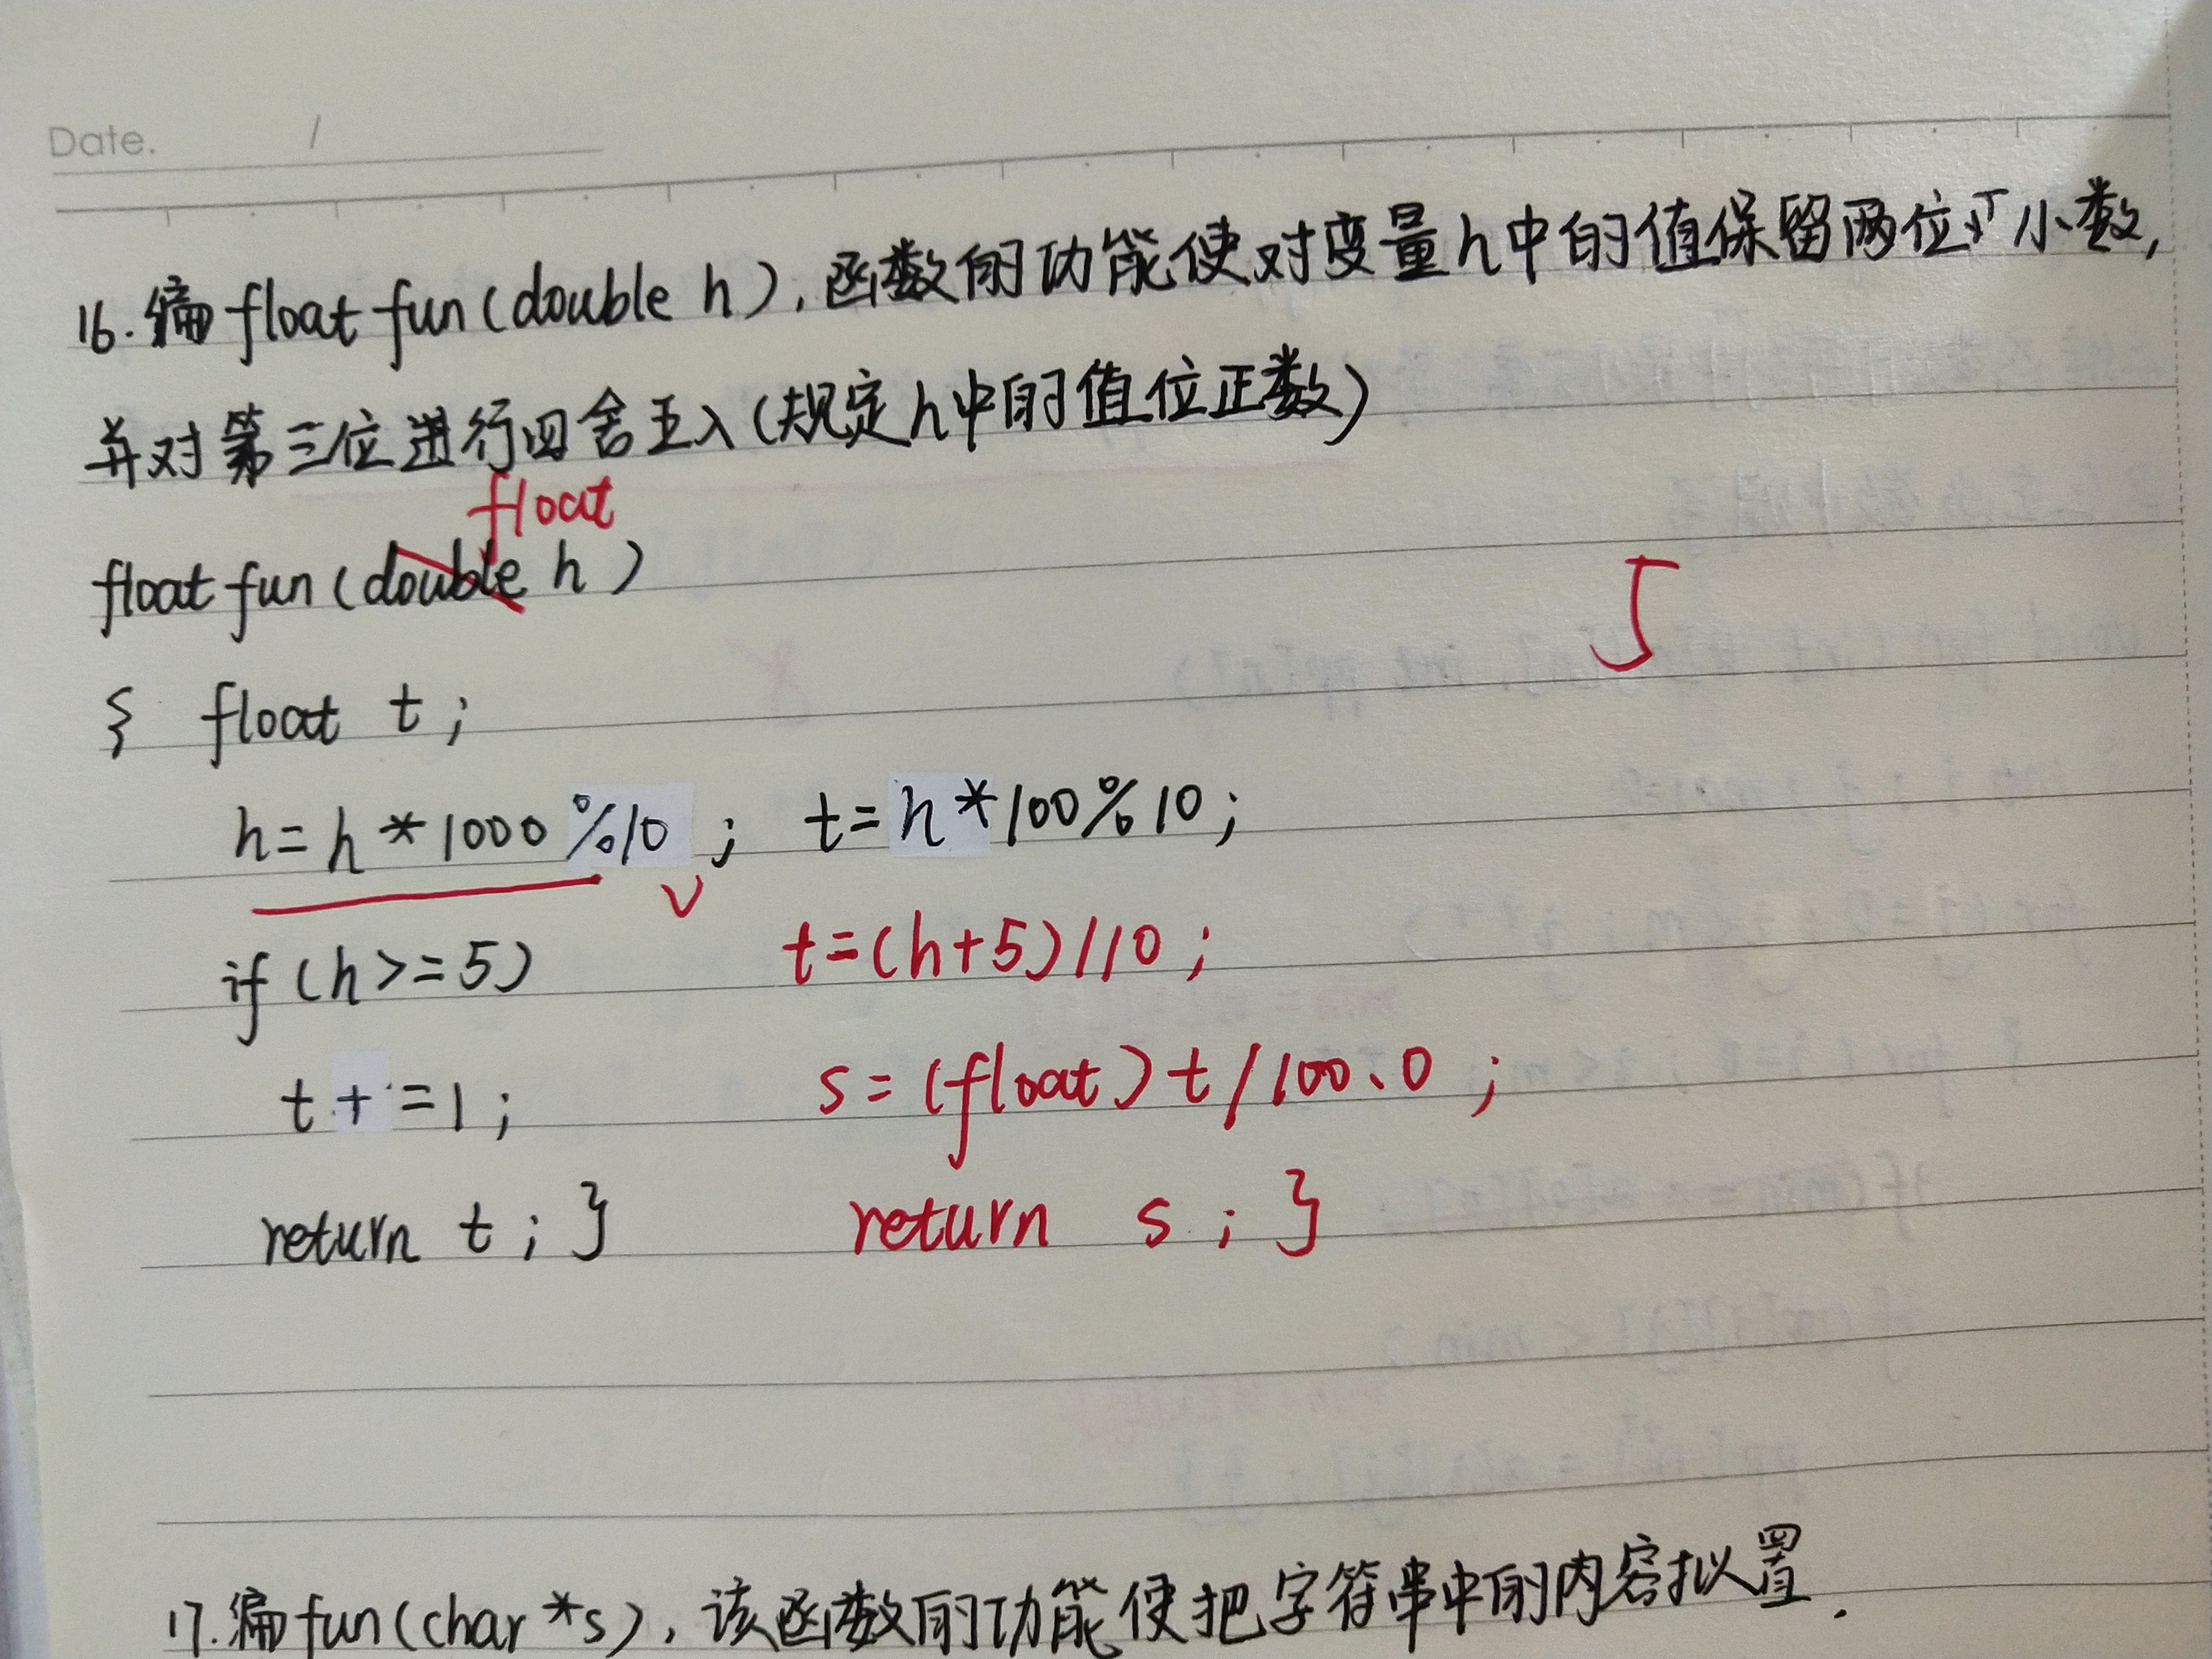 Date. /
16. 编 float fun (double h), 函数的功能使对变量h中的值保留两位小数,
并对第三位进行四舍五入(规定h中的值位正数)
float
float fun (double h)
5
{ float t ;
h = h * 1000 %10 ; t = h * 100 % 10 ;
if (h >= 5) t = (h+5)/10 ;
t + = 1 ; s = (float) t / 100.0 ;
return t ; } return s ; }
17. 编 fun (char *s), 该函数的功能使把字符串中的内容拟置.